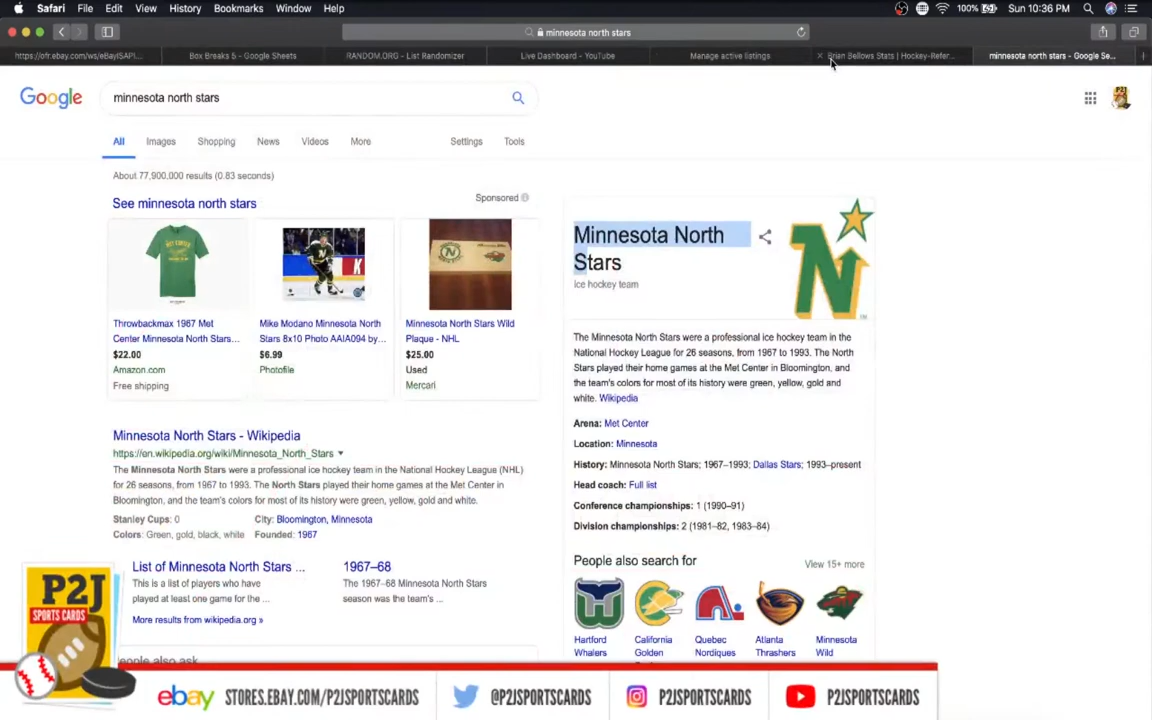 Safari File Edit View History Bookmarks Window Help
100% Sun 10:36 PM
minnesota north stars
https://ofr.ebay.com/ws/eBayISAPI... Box Breaks 5 - Google Sheets RANDOM.ORG - List Randomizer Live Dashboard - YouTube Manage active listings Brian Bellows Stats | Hockey-Refer... minnesota north stars - Google Se...
Google
minnesota north stars
All Images Shopping News Videos More Settings Tools
About 77,900,000 results (0.83 seconds)
See minnesota north stars
Sponsored
Throwbackmax 1967 Met
Center Minnesota North Stars...
$22.00
Amazon.com
Free shipping
Mike Modano Minnesota North
Stars 8x10 Photo AAIA094 by...
$6.99
Photofile
Minnesota North Stars Wild
Plaque - NHL
$25.00
Used
Mercari
Minnesota North Stars - Wikipedia
https://en.wikipedia.org/wiki/Minnesota_North_Stars
The Minnesota North Stars were a professional ice hockey team in the National Hockey League (NHL)
for 26 seasons, from 1967 to 1993. The North Stars played their home games at the Met Center in
Bloomington, and the team's colors for most of its history were green, yellow, gold and white.
Stanley Cups: 0 City: Bloomington, Minnesota
Colors: Green, gold, black, white Founded: 1967
List of Minnesota North Stars ...
This is a list of players who have
played at least one game for the ...
1967–68
The 1967–68 Minnesota North Stars
season was the team's ...
More results from wikipedia.org »
People also ask
Minnesota North
Stars
Ice hockey team
N
The Minnesota North Stars were a professional ice hockey team in the
National Hockey League for 26 seasons, from 1967 to 1993. The North
Stars played their home games at the Met Center in Bloomington, and
the team's colors for most of its history were green, yellow, gold and
white. Wikipedia
Arena: Met Center
Location: Minnesota
History: Minnesota North Stars; 1967–1993; Dallas Stars; 1993–present
Head coach: Full list
Conference championships: 1 (1990–91)
Division championships: 2 (1981–82, 1983–84)
People also search for
View 15+ more
Hartford
Whalers
California
Golden
Quebec
Nordiques
Atlanta
Thrashers
Minnesota
Wild
P2J
SPORTS CARDS
ebay STORES.EBAY.COM/P2JSPORTSCARDS @P2JSPORTSCARDS P2JSPORTSCARDS P2JSPORTSCARDS